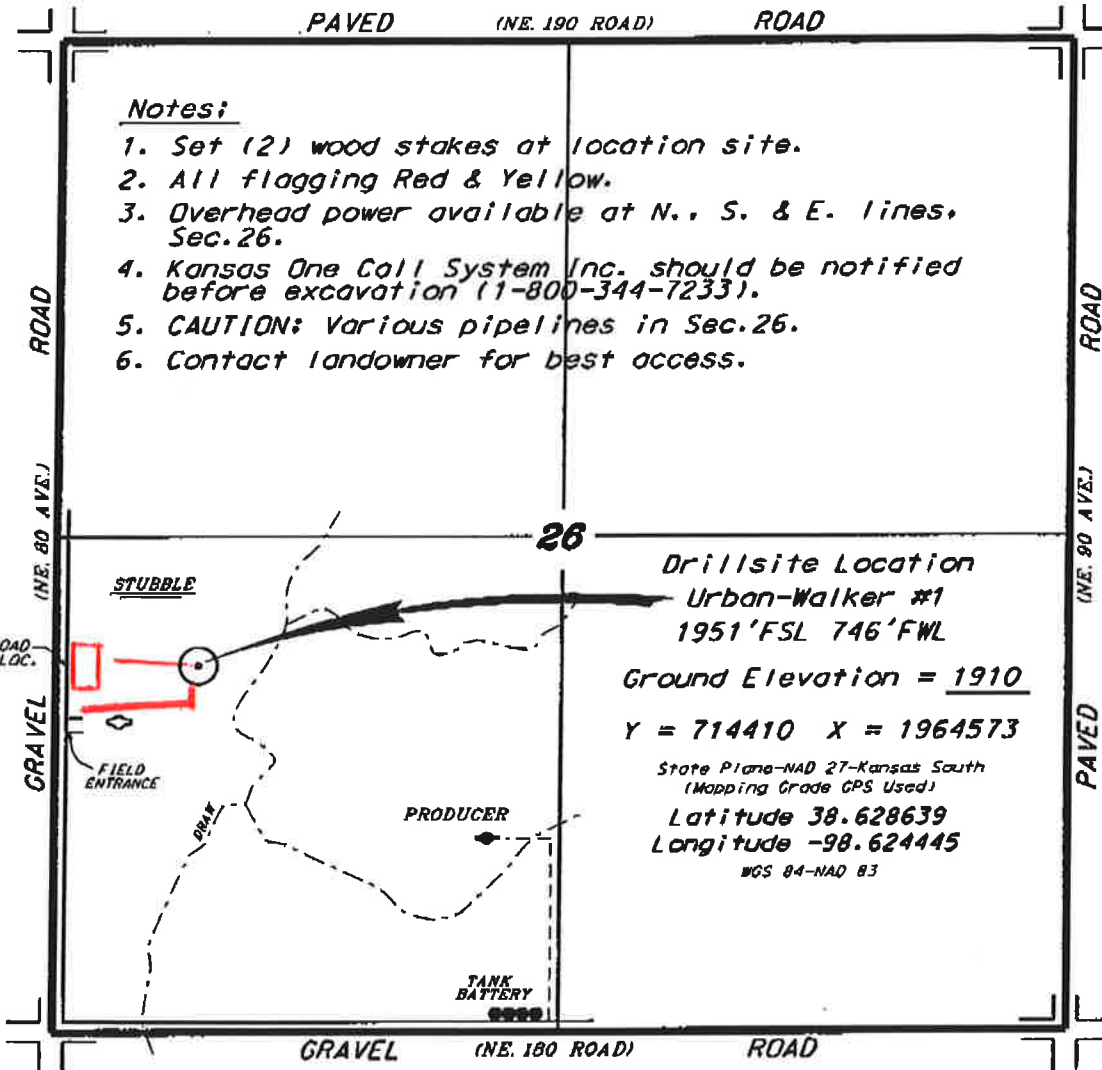 PAVED (NE. 190 ROAD) ROAD
Notes:
1. Set (2) wood stakes at location site.
2. All flagging Red & Yellow.
3. Overhead power available at N., S. & E. lines,
Sec.26.
4. Kansas One Call System Inc. should be notified
before excavation (1-800-344-7233).
5. CAUTION: Various pipelines in Sec.26.
6. Contact landowner for best access.
ROAD
(NE. 80 AVE.)
GRAVEL
ROAD
(NE. 90 AVE.)
PAVED
26
STUBBLE
OAD
LOC.
FIELD
ENTRANCE
DRAW
PRODUCER
TANK
BATTERY
Drillsite Location
Urban-Walker #1
1951'FSL 746'FWL
Ground Elevation = 1910
Y = 714410 X = 1964573
State Plane-NAD 27-Kansas South
(Mapping Grade GPS Used)
Latitude 38.628639
Longitude -98.624445
WGS 84-NAD 83
GRAVEL (NE. 180 ROAD) ROAD